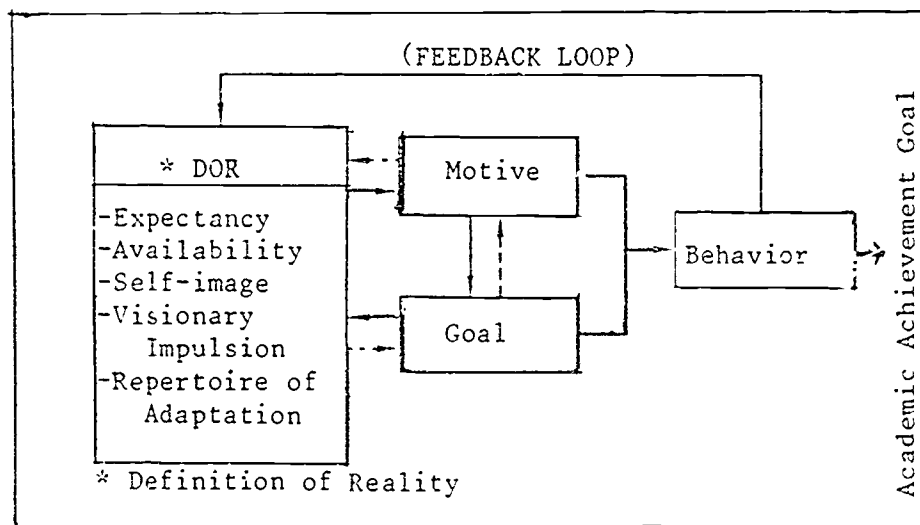 (FEEDBACK LOOP)
* DOR
-Expectancy
-Availability
-Self-image
-Visionary
Impulsion
-Repertoire of
Adaptation
Motive
Goal
Behavior
Academic Achievement Goal
* Definition of Reality